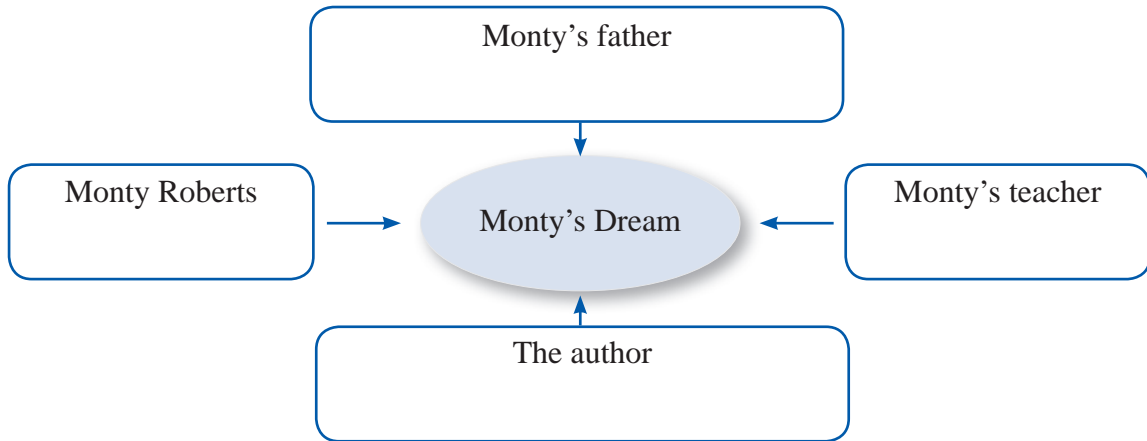 Monty’s father
Monty Roberts
Monty’s Dream
Monty’s teacher
The author